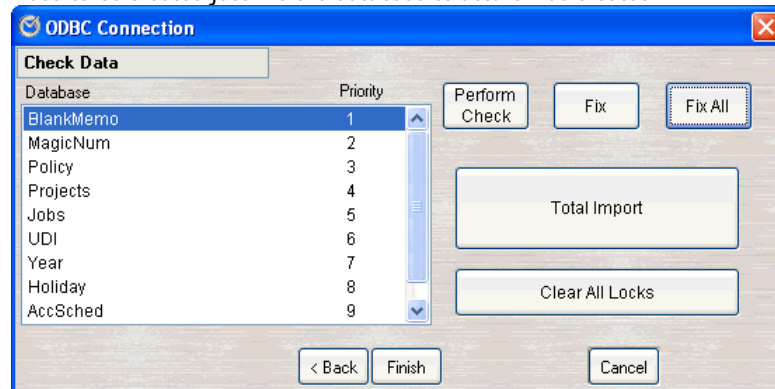 ODBC Connection
Check Data
Database Priority
BlankMemo 1
MagicNum 2
Policy 3
Projects 4
Jobs 5
UDI 6
Year 7
Holiday 8
AccSched 9
Perform Check
Fix
Fix All
Total Import
Clear All Locks
< Back
Finish
Cancel